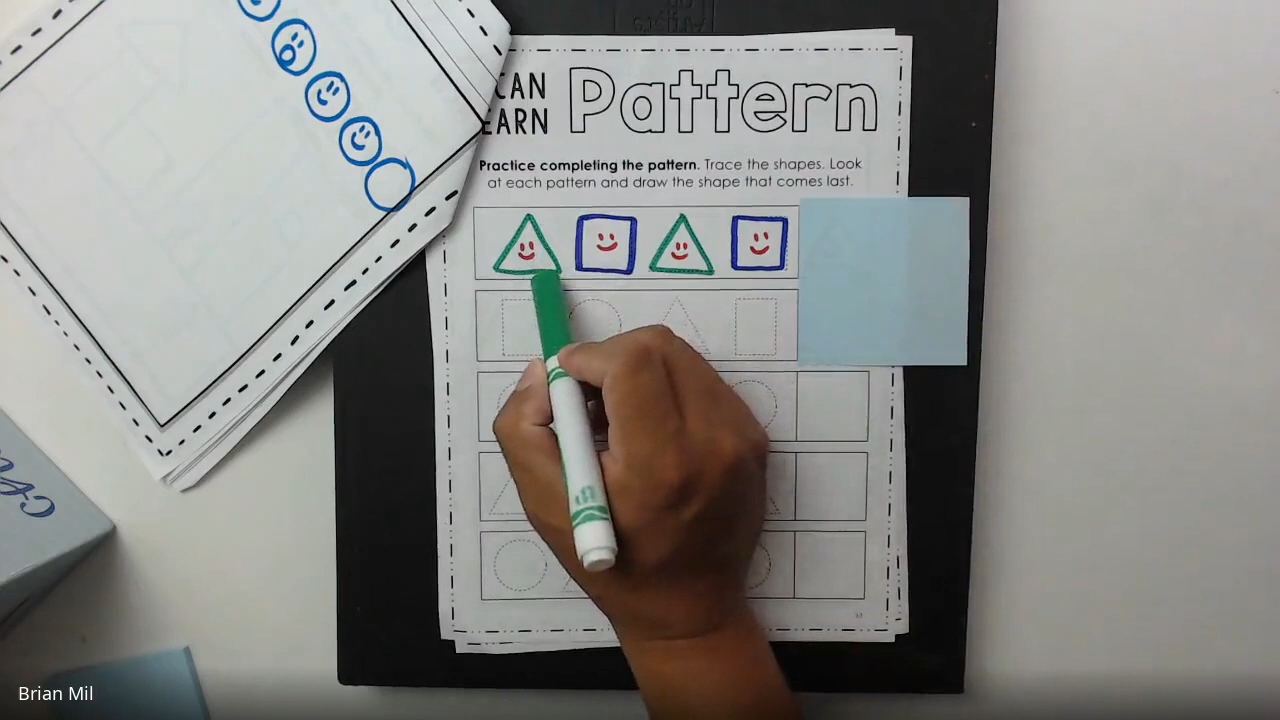 CAN
EARN
Pattern
Practice completing the pattern. Trace the shapes. Look
at each pattern and draw the shape that comes last.
Brian Mil